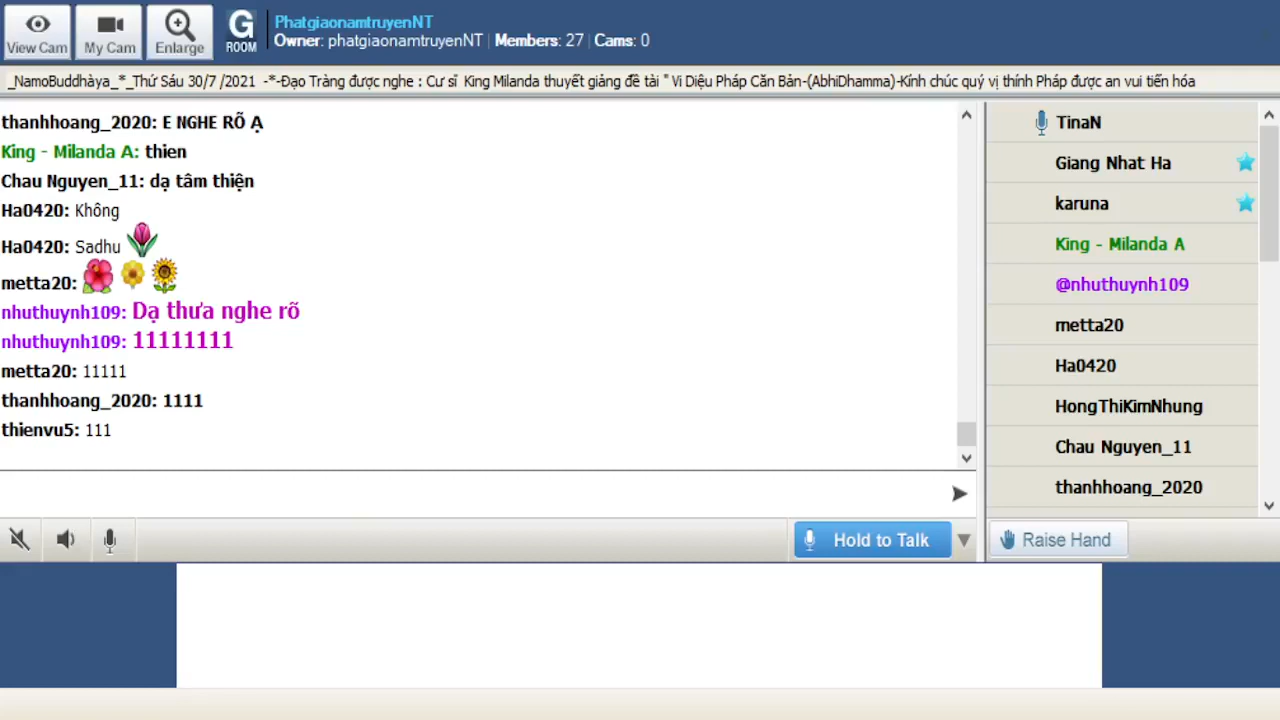 View Cam
My Cam
Enlarge
G
ROOM
PhatgiaonamtruyenNT
Owner: phatgiaonamtruyenNT | Members: 27 | Cams: 0
_NamoBuddhàya_*_Thứ Sáu 30/7 /2021 -*-Đạo Tràng được nghe : Cư sĩ King Milanda thuyết giảng đề tài " Vi Diệu Pháp Căn Bản-(AbhiDhamma)-Kính chúc quý vị thính Pháp được an vui tiến hóa
thanhhoang_2020: E NGHE RÕ Ạ
King - Milanda A: thien
Chau Nguyen_11: dạ tâm thiện
Ha0420: Không
Ha0420: Sadhu
metta20:
nhuthuynh109: Dạ thưa nghe rõ
nhuthuynh109: 11111111
metta20: 11111
thanhhoang_2020: 1111
thienvu5: 111
TinaN
Giang Nhat Ha
karuna
King - Milanda A
@nhuthuynh109
metta20
Ha0420
HongThiKimNhung
Chau Nguyen_11
thanhhoang_2020
Hold to Talk
Raise Hand